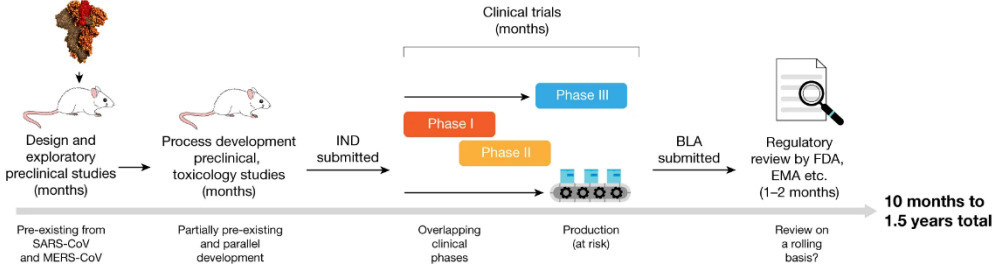 Clinical trials
(months)
Phase III
Phase I
Phase II
Design and
exploratory
preclinical studies
(months)
Process development
preclinical,
toxicology studies
(months)
IND
submitted
BLA
submitted
Regulatory
review by FDA,
EMA etc.
(1–2 months)
10 months to
1.5 years total
Pre-existing from
SARS-CoV
and MERS-CoV
Partially pre-existing
and parallel
development
Overlapping
clinical
phases
Production
(at risk)
Review on
a rolling
basis?